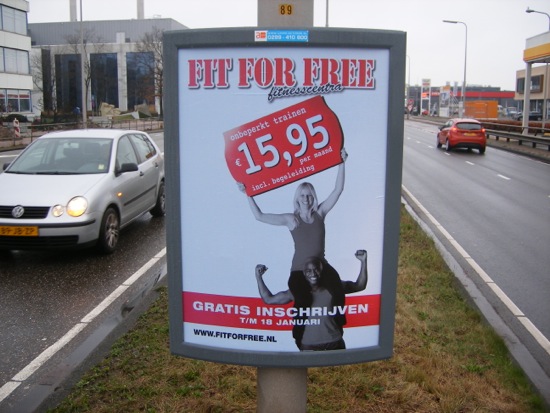 89
0299 - 410 800
FIT FOR FREE
fitnesscentra
onbeperkt trainen
€ 15,95
per maand
incl. begeleiding
GRATIS INSCHRIJVEN
T/M 18 JANUARI
WWW.FITFORFREE.NL